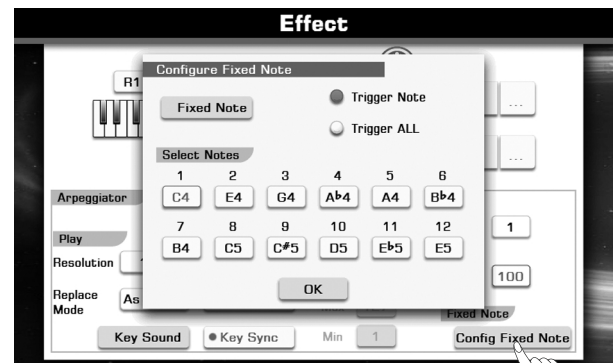 Effect
R1
Configure Fixed Note
Fixed Note
Trigger Note
Trigger ALL
...
...
Select Notes
1 2 3 4 5 6
C4 E4 G4 A♭4 A4 B♭4
7 8 9 10 11 12
B4 C5 C#5 D5 E♭5 E5
OK
Arpeggiator
Play
Resolution
1
Replace
Mode
As
100
Fixed Note
Key Sound
Key Sync
Min 1
Config Fixed Note